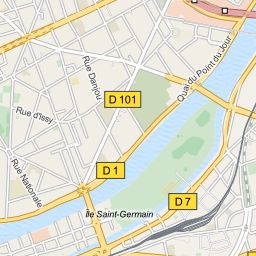 Rue Danjou
Quai du Point du Jour
D 101
Rue d'Issy
Rue Nationale
D 1
D 7
Île Saint-Germain